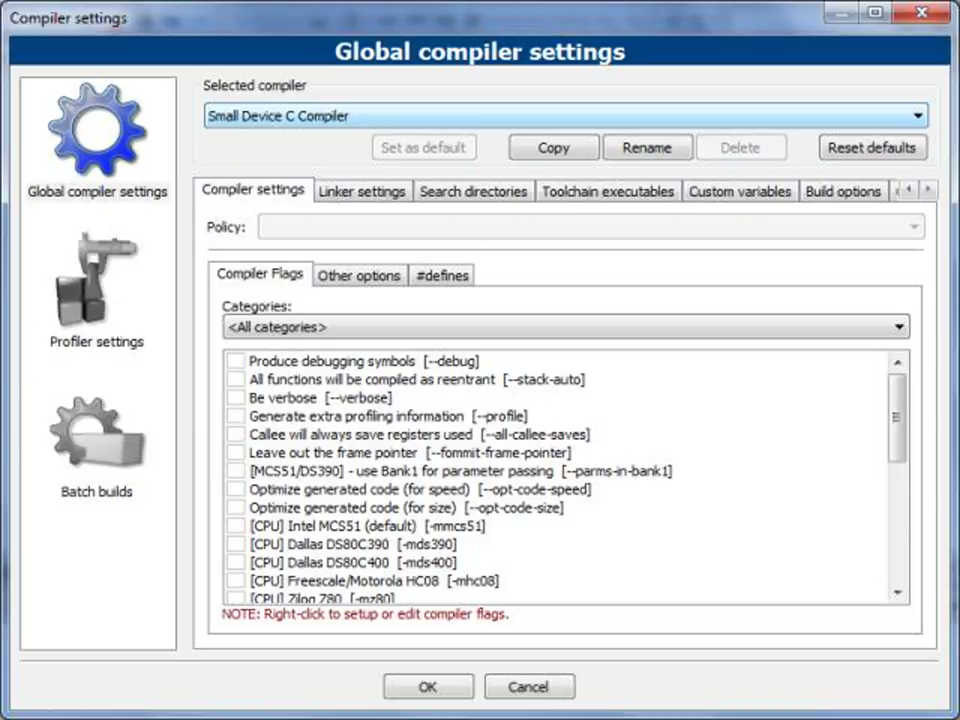 Compiler settings
Global compiler settings
Global compiler settings
Profiler settings
Batch builds
Selected compiler
Small Device C Compiler
Set as default
Copy
Rename
Delete
Reset defaults
Compiler settings
Linker settings
Search directories
Toolchain executables
Custom variables
Build options
Policy:
Compiler Flags
Other options
#defines
Categories:
<All categories>
Produce debugging symbols [--debug]
All functions will be compiled as reentrant [--stack-auto]
Be verbose [--verbose]
Generate extra profiling information [--profile]
Callee will always save registers used [--all-callee-saves]
Leave out the frame pointer [--fommit-frame-pointer]
[MCS51/DS390] - use Bank1 for parameter passing [--parms-in-bank1]
Optimize generated code (for speed) [--opt-code-speed]
Optimize generated code (for size) [--opt-code-size]
[CPU] Intel MCS51 (default) [-mmcs51]
[CPU] Dallas DS80C390 [-mds390]
[CPU] Dallas DS80C400 [-mds400]
[CPU] Freescale/Motorola HC08 [-mhc08]
[CPU] Zilog Z80 [-mz80]
NOTE: Right-click to setup or edit compiler flags.
OK
Cancel